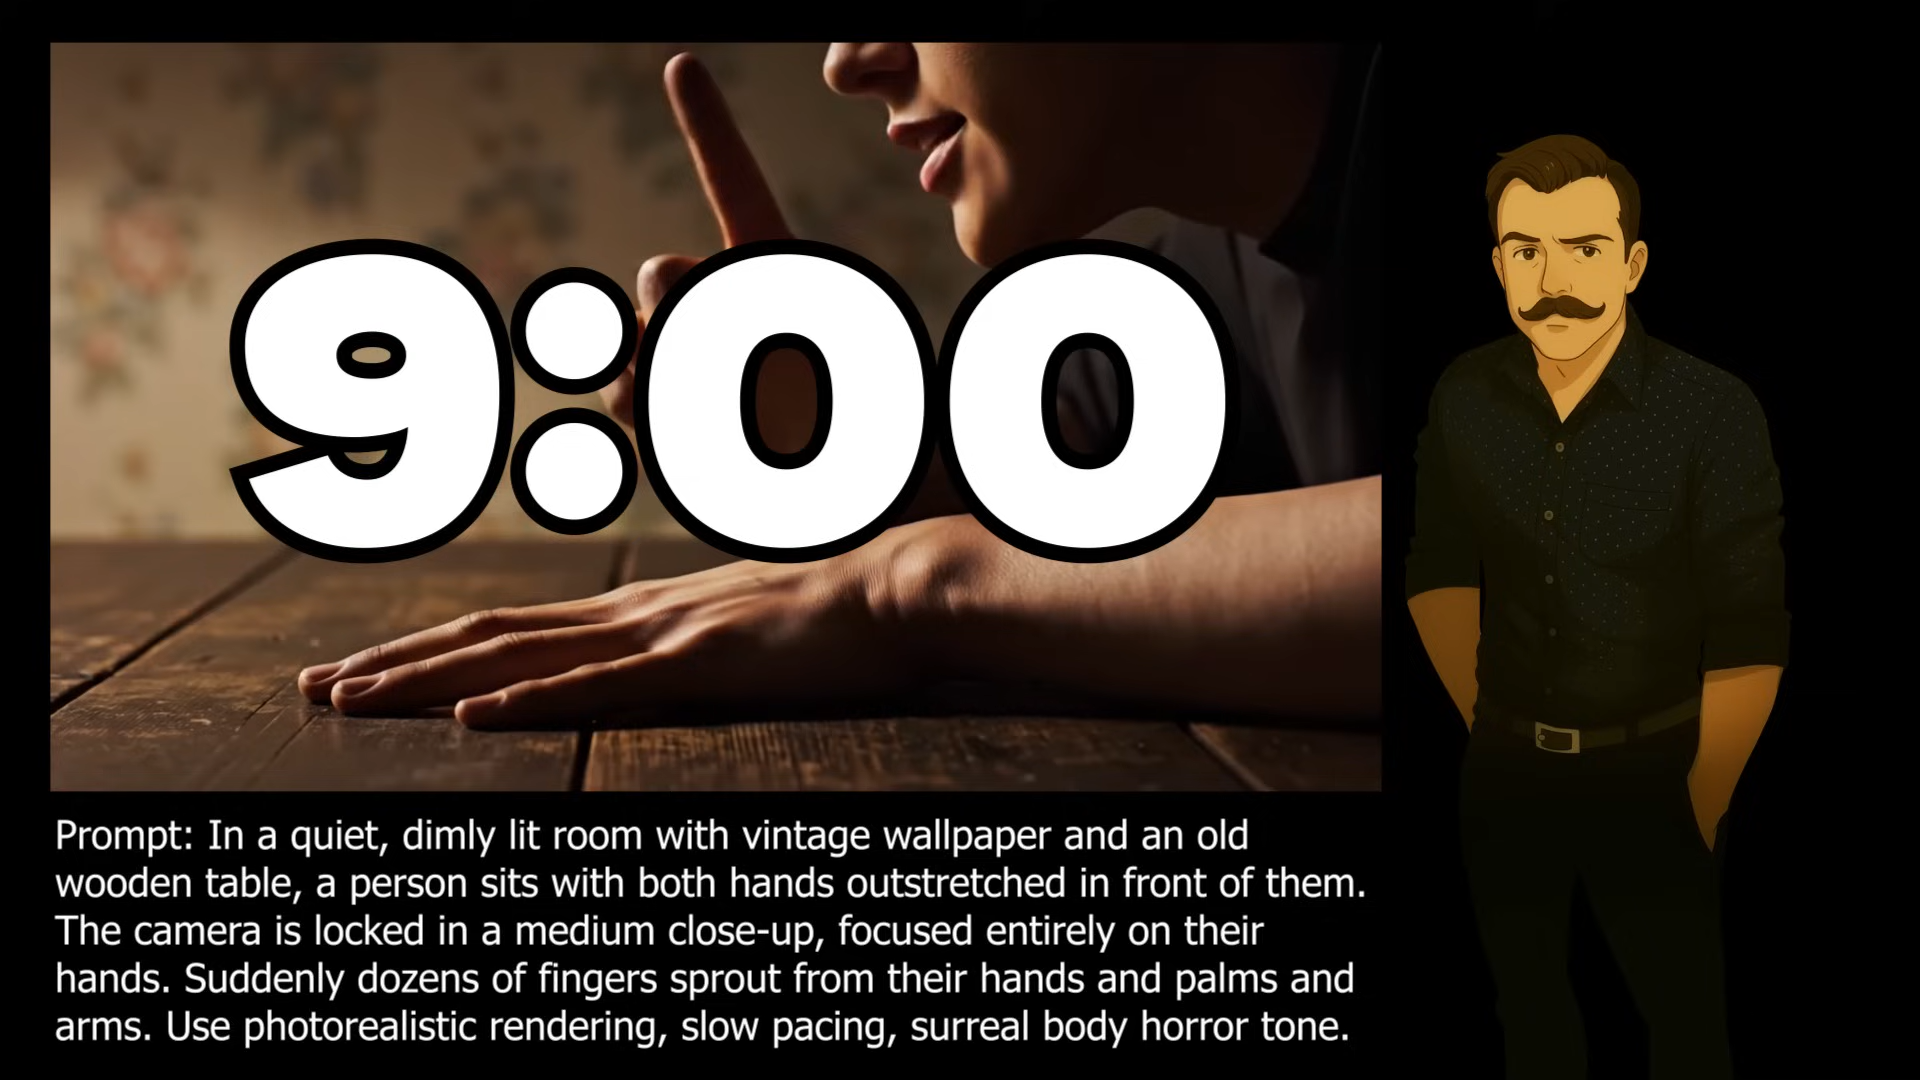 9:00
Prompt: In a quiet, dimly lit room with vintage wallpaper and an old
wooden table, a person sits with both hands outstretched in front of them.
The camera is locked in a medium close-up, focused entirely on their
hands. Suddenly dozens of fingers sprout from their hands and palms and
arms. Use photorealistic rendering, slow pacing, surreal body horror tone.